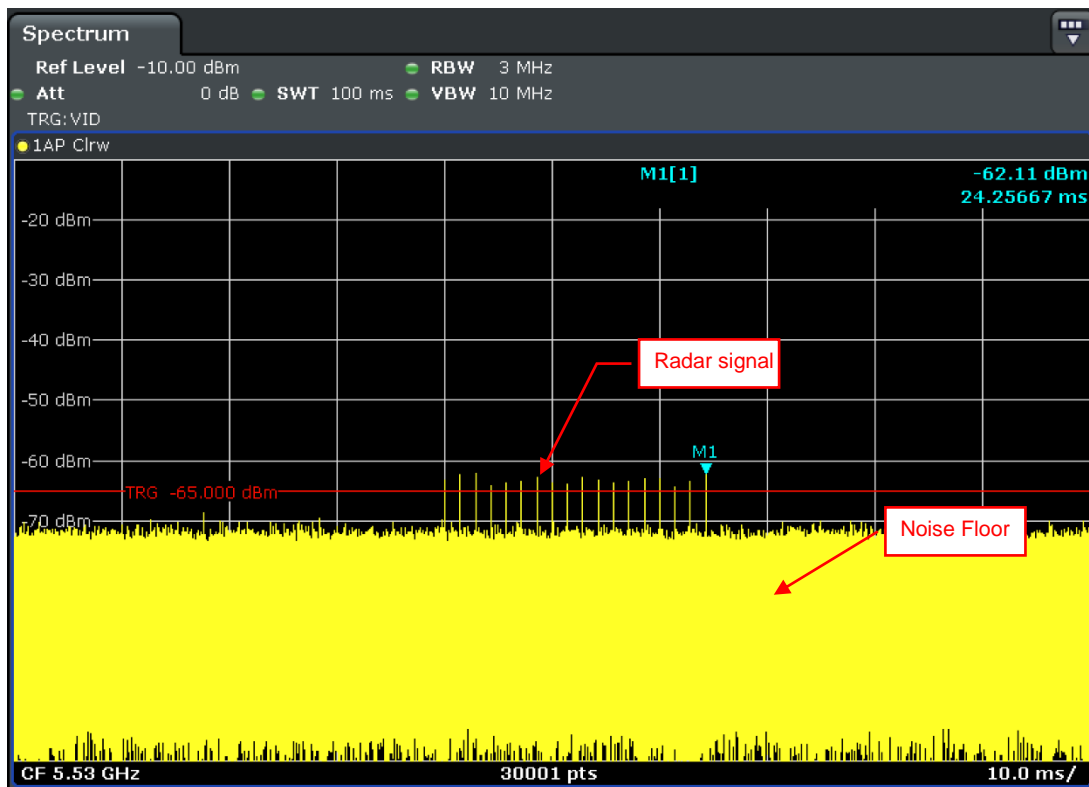 Spectrum
Ref Level -10.00 dBm RBW 3 MHz
Att 0 dB SWT 100 ms VBW 10 MHz
TRG:VID
1AP Clrw
M1[1] -62.11 dBm
24.25667 ms
-20 dBm
-30 dBm
-40 dBm
Radar signal
-50 dBm
M1
-60 dBm
TRG -65.000 dBm
-70 dBm
Noise Floor
CF 5.53 GHz 30001 pts 10.0 ms/